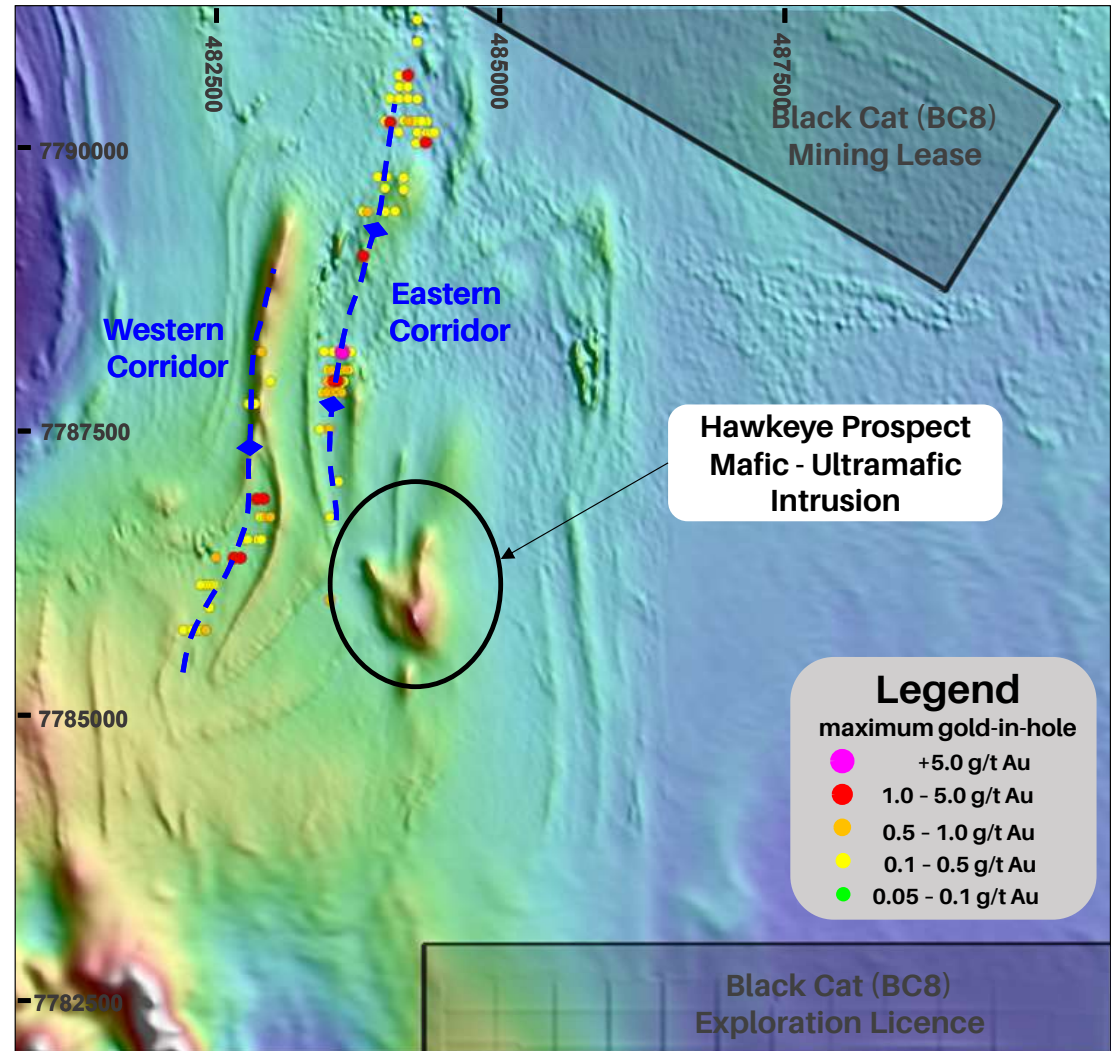 482500
485000
487500
Black Cat (BC8)
Mining Lease
7790000
Eastern
Corridor
Western
Corridor
7787500
Hawkeye Prospect
Mafic - Ultramafic
Intrusion
7785000
Legend
maximum gold-in-hole
+5.0 g/t Au
1.0 – 5.0 g/t Au
0.5 – 1.0 g/t Au
0.1 – 0.5 g/t Au
0.05 – 0.1 g/t Au
7782500
Black Cat (BC8)
Exploration Licence